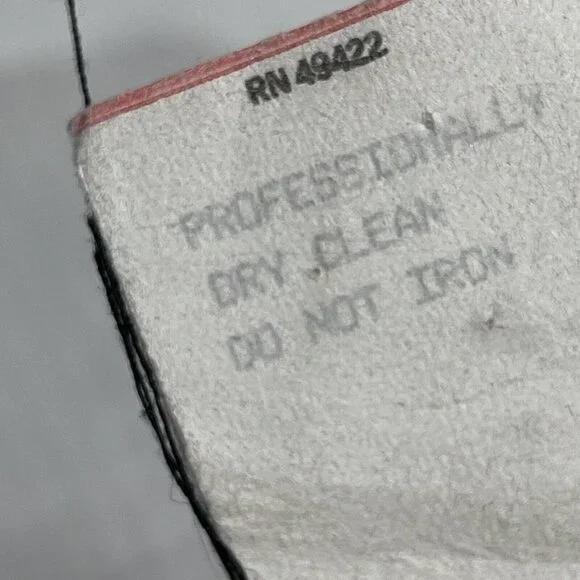 RN 49422
PROFESSIONALLY
DRY CLEAN
DO NOT IRON